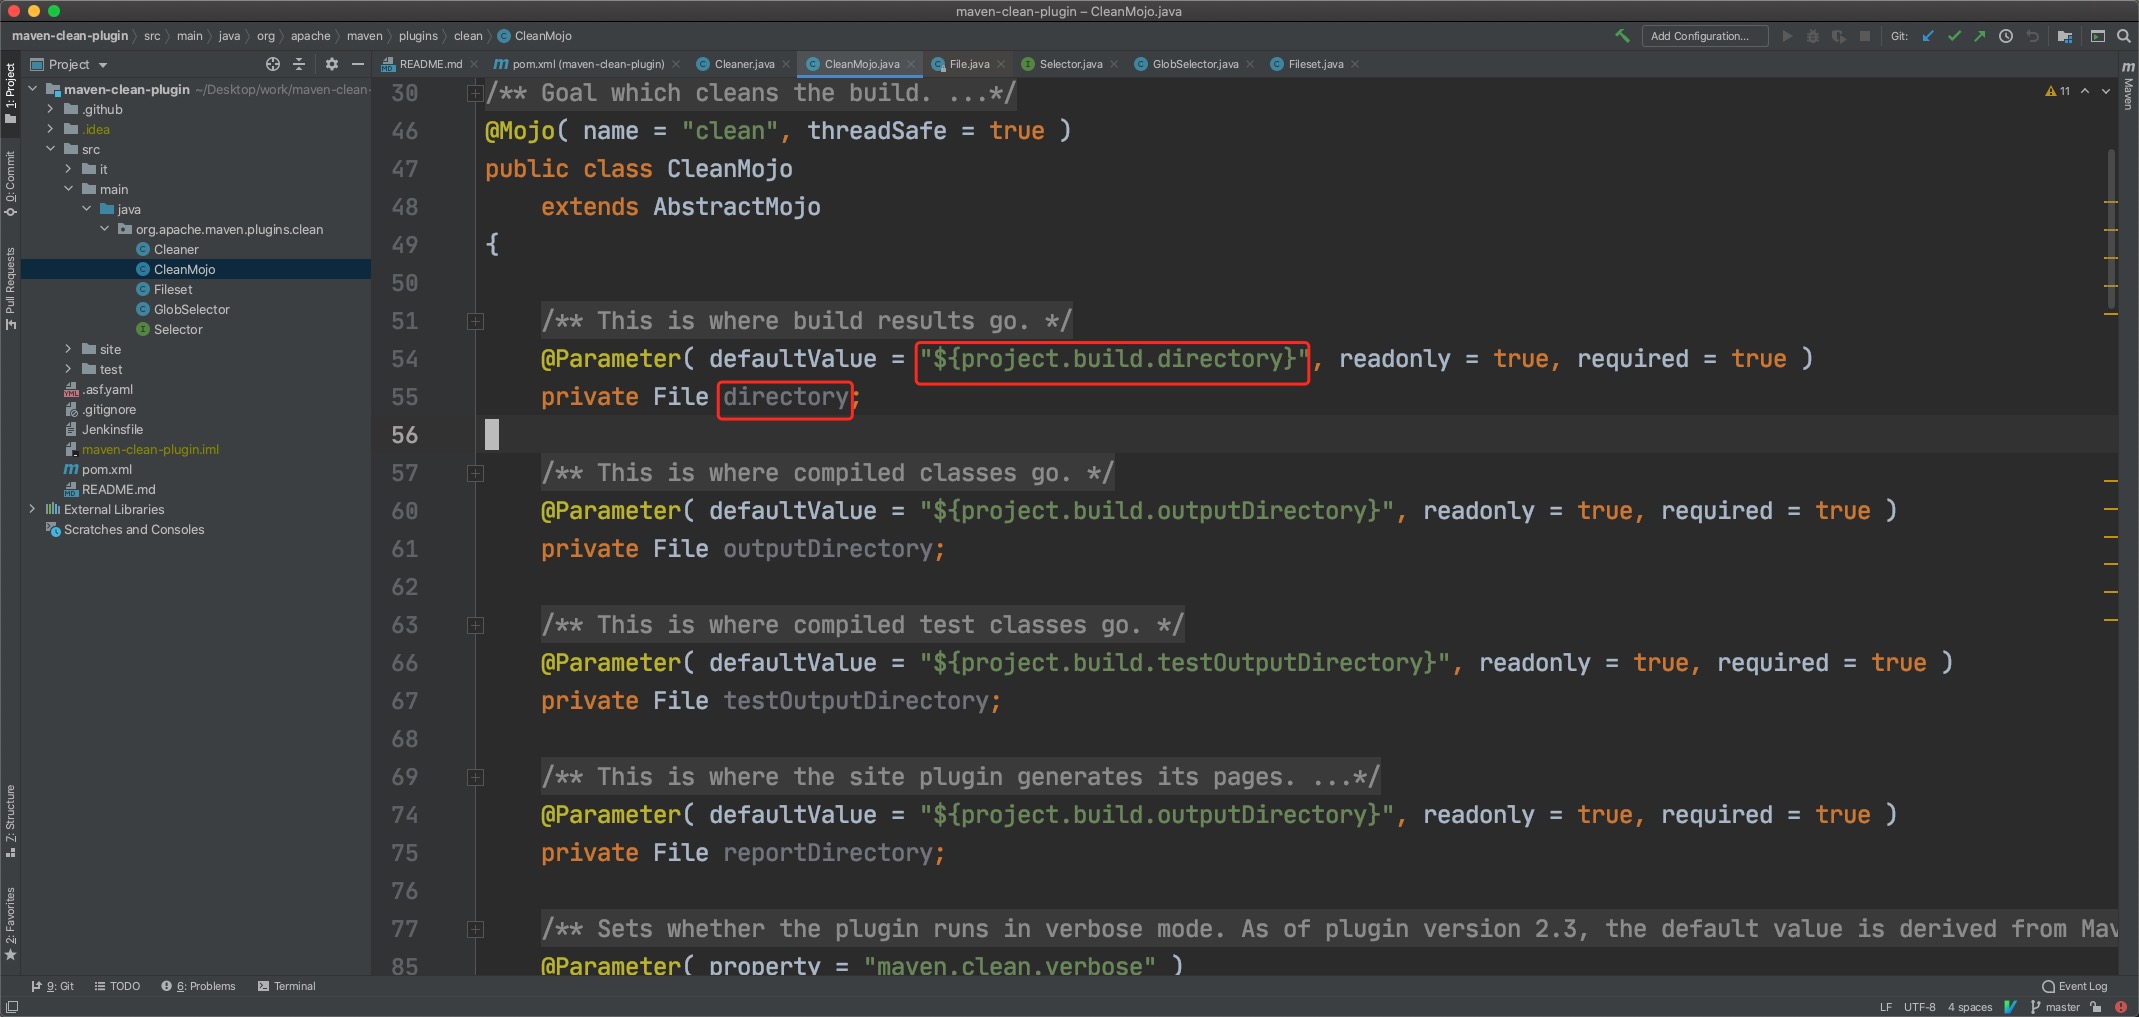 maven-clean-plugin – CleanMojo.java
maven-clean-plugin src main java org apache maven plugins clean CleanMojo
Add Configuration... Git:
Project
README.md pom.xml (maven-clean-plugin) Cleaner.java CleanMojo.java File.java Selector.java GlobSelector.java Fileset.java
1: Project
0: Commit
Pull Requests
Z: Structure
2: Favorites
maven-clean-plugin ~/Desktop/work/maven-clean-
.github
.idea
src
it
main
java
org.apache.maven.plugins.clean
Cleaner
CleanMojo
Fileset
GlobSelector
Selector
site
test
.asf.yaml
.gitignore
Jenkinsfile
maven-clean-plugin.iml
pom.xml
README.md
External Libraries
Scratches and Consoles
30 /** Goal which cleans the build. ...*/
46 @Mojo( name = "clean", threadSafe = true )
47 public class CleanMojo
48 extends AbstractMojo
49 {
50
51 /** This is where build results go. */
54 @Parameter( defaultValue = "${project.build.directory}", readonly = true, required = true )
55 private File directory;
56
57 /** This is where compiled classes go. */
60 @Parameter( defaultValue = "${project.build.outputDirectory}", readonly = true, required = true )
61 private File outputDirectory;
62
63 /** This is where compiled test classes go. */
66 @Parameter( defaultValue = "${project.build.testOutputDirectory}", readonly = true, required = true )
67 private File testOutputDirectory;
68
69 /** This is where the site plugin generates its pages. ...*/
74 @Parameter( defaultValue = "${project.build.outputDirectory}", readonly = true, required = true )
75 private File reportDirectory;
76
77 /** Sets whether the plugin runs in verbose mode. As of plugin version 2.3, the default value is derived from Mav
85 @Parameter( property = "maven.clean.verbose" )
11
m Maven
9: Git TODO 6: Problems Terminal
Event Log
LF UTF-8 4 spaces master